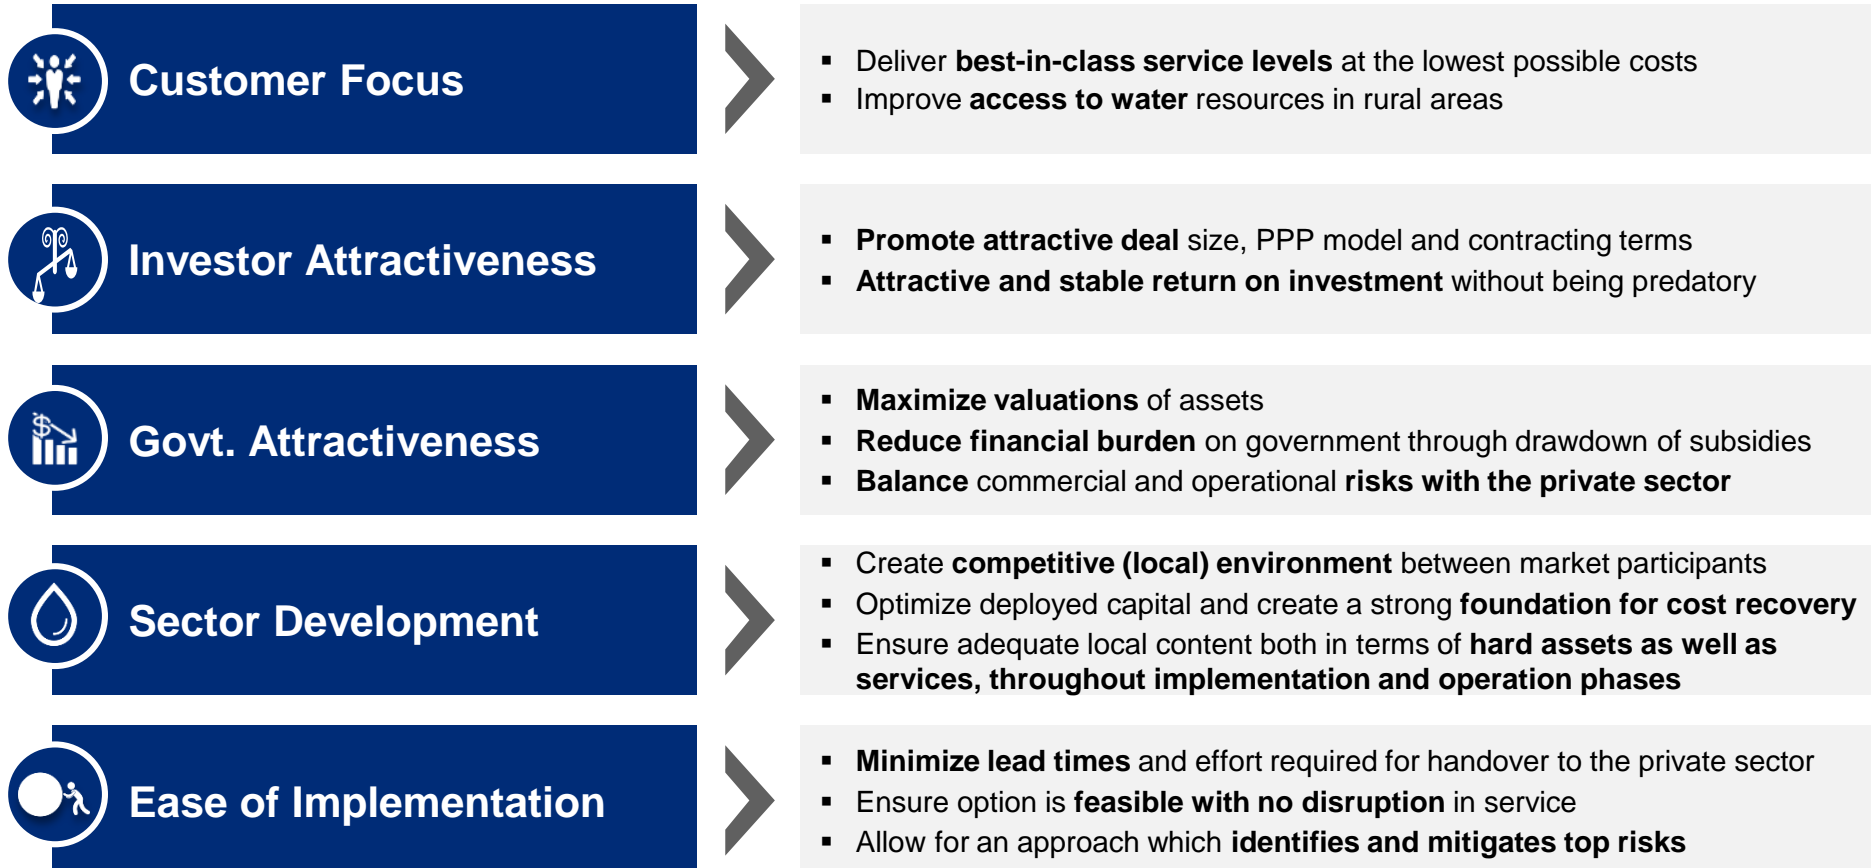 Customer Focus
▪ Deliver best-in-class service levels at the lowest possible costs
▪ Improve access to water resources in rural areas
Investor Attractiveness
▪ Promote attractive deal size, PPP model and contracting terms
▪ Attractive and stable return on investment without being predatory
$
Govt. Attractiveness
▪ Maximize valuations of assets
▪ Reduce financial burden on government through drawdown of subsidies
▪ Balance commercial and operational risks with the private sector
Sector Development
▪ Create competitive (local) environment between market participants
▪ Optimize deployed capital and create a strong foundation for cost recovery
▪ Ensure adequate local content both in terms of hard assets as well as
services, throughout implementation and operation phases
Ease of Implementation
▪ Minimize lead times and effort required for handover to the private sector
▪ Ensure option is feasible with no disruption in service
▪ Allow for an approach which identifies and mitigates top risks